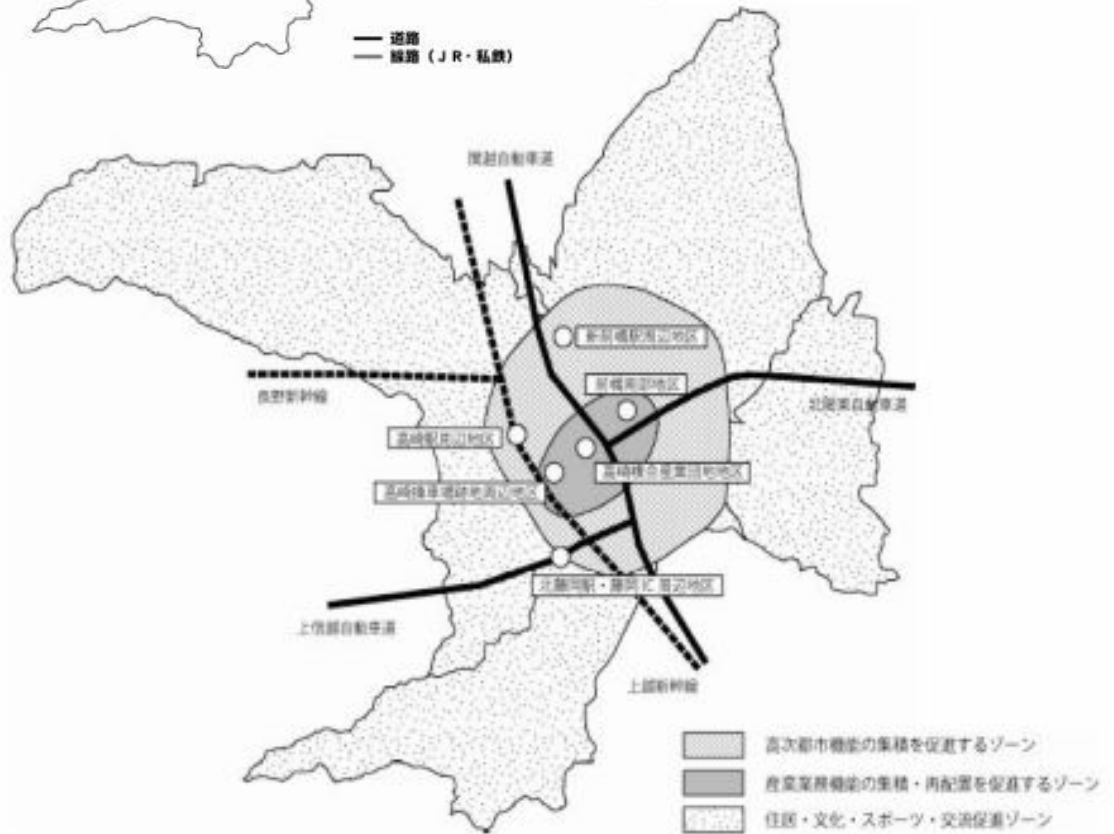 道路
線路（ＪＲ・私鉄）
関越自動車道
新前橋駅周辺地区
前橋南部地区
長野新幹線
北関東自動車道
高崎駅周辺地区
高崎操車場跡地周辺地区
北藤岡駅・藤岡IC周辺地区
上信越自動車道
上越新幹線
高次都市機能の集積を促進するゾーン
産業業務機能の集積・再配置を促進するゾーン
住居・文化・スポーツ・交流促進ゾーン